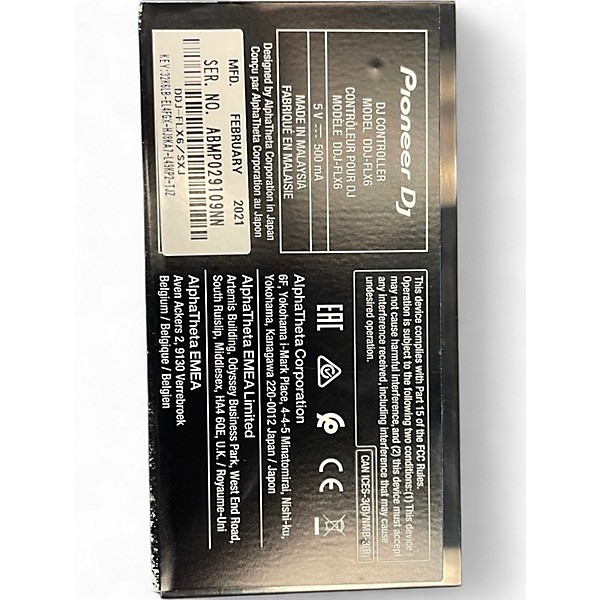 Pioneer Dj
DJ CONTROLLER
MODEL DDJ-FLX6
CONTRÔLEUR POUR DJ
MODÈLE DDJ-FLX6
5 V ⎓ 500 mA
MADE IN MALAYSIA
FABRIQUÉ EN MALAISIE
Designed by AlphaTheta Corporation in Japan
Conçu par AlphaTheta Corporation au Japon
MFD. FEBRUARY 2021
SER. NO. ABMP029109NN
DDJ-FLX6/SXJ
This device complies with Part 15 of the FCC Rules.
Operation is subject to the following two conditions: (1) This device
may not cause harmful interference, and (2) this device must accept
any interference received, including interference that may cause
undesired operation.
CAN ICES-3(B)/NMB-3(B)
EAC
CE
AlphaTheta Corporation
6F, Yokohama i-Mark Place, 4-4-5 Minatomirai, Nishi-ku,
Yokohama, Kanagawa 220-0012 Japan / Japon
AlphaTheta EMEA Limited
Artemis Building, Odyssey Business Park, West End Road,
South Ruislip, Middlesex, HA4 6QE, U.K. / Royaume-Uni
AlphaTheta EMEA
Aven Ackers 2, 9130 Verrebroek
Belgium / Belgique / Belgien